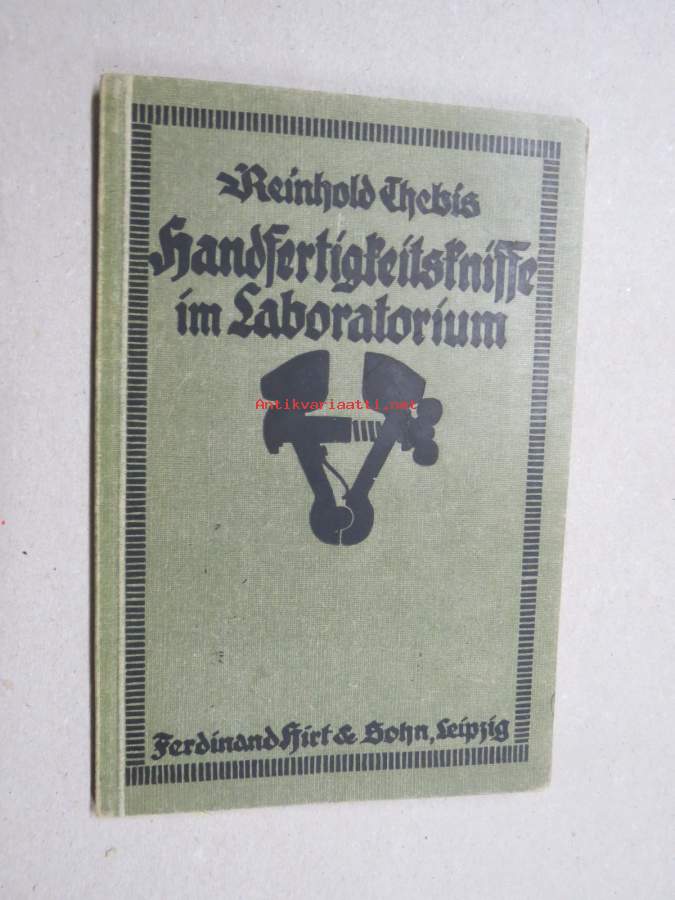 Reinhold Thebis
Handfertigkeitskniffe
im Laboratorium
Antikvariaatti.net
Ferdinand Hirt & Sohn, Leipzig